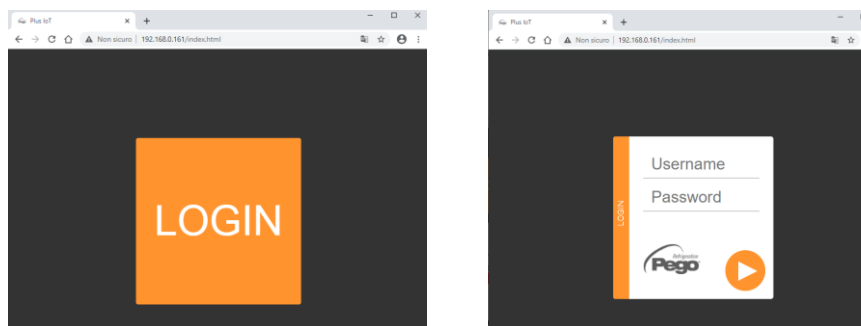 Plus IoT
Non sicuro | 192.168.0.161/index.html
LOGIN
Plus IoT
Non sicuro | 192.168.0.161/index.html
Username
Password
LOGIN
Pego